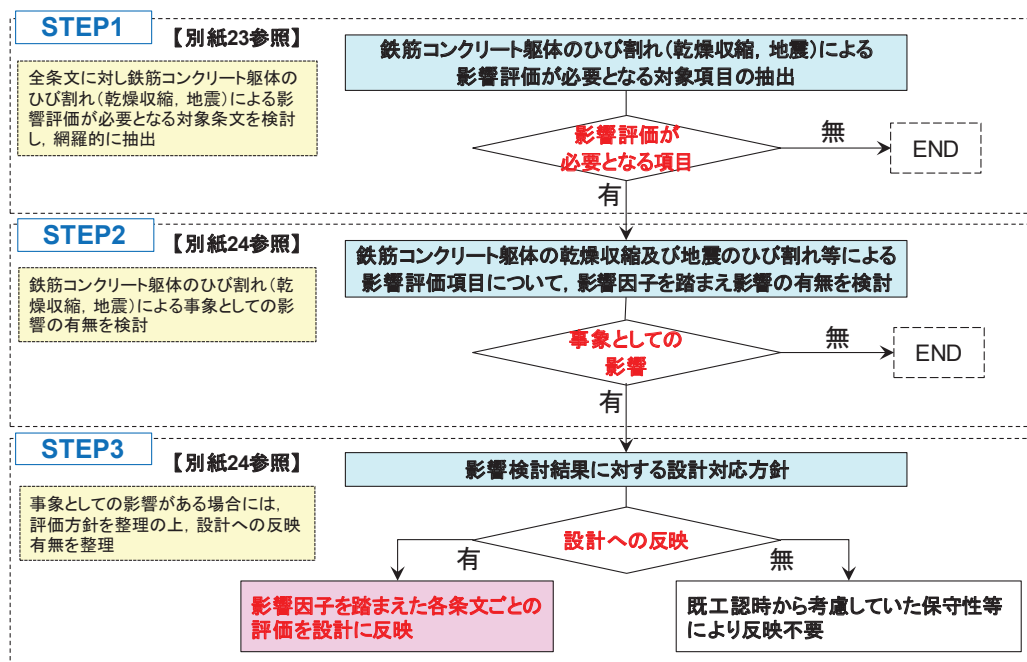 STEP1
【別紙23参照】
全条文に対し鉄筋コンクリート躯体の
ひび割れ(乾燥収縮, 地震)による影
響評価が必要となる対象条文を検討
し, 網羅的に抽出
鉄筋コンクリート躯体のひび割れ(乾燥収縮, 地震)による
影響評価が必要となる対象項目の抽出
影響評価が
必要となる項目
無
END
有
STEP2
【別紙24参照】
鉄筋コンクリート躯体のひび割れ(乾
燥収縮, 地震)による事象としての影
響の有無を検討
鉄筋コンクリート躯体の乾燥収縮及び地震のひび割れ等による
影響評価項目について, 影響因子を踏まえ影響の有無を検討
事象としての
影響
無
END
有
STEP3
【別紙24参照】
事象としての影響がある場合には,
評価方針を整理の上, 設計への反映
有無を整理
影響検討結果に対する設計対応方針
設計への反映
有
無
影響因子を踏まえた各条文ごとの
評価を設計に反映
既工認時から考慮していた保守性等
により反映不要